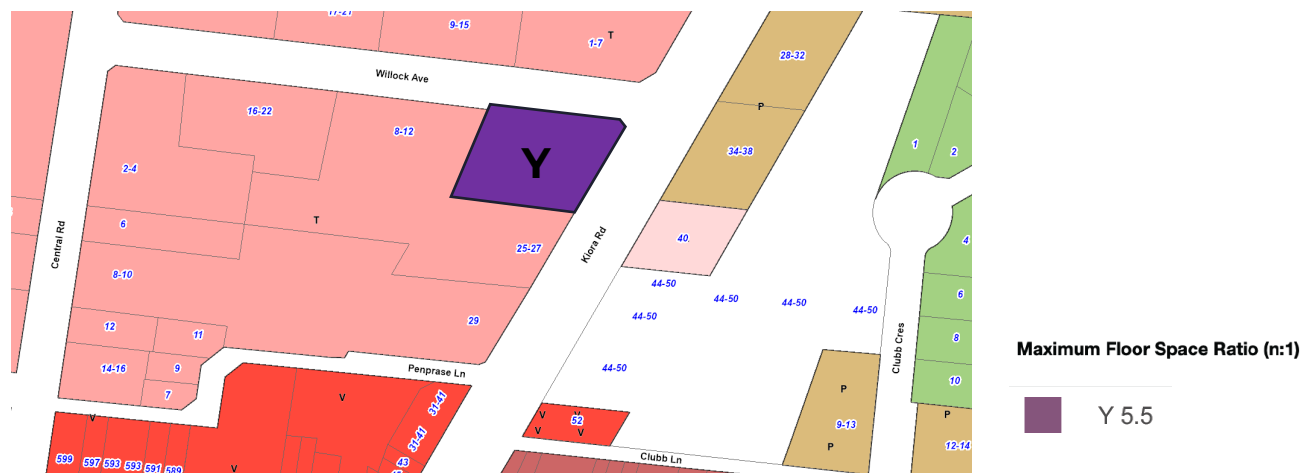 17-21
9-15
1-7
T
28-32
Willock Ave
16-22
8-12
P
Y
34-38
1
2
2-4
T
6
Central Rd
25-27
Kiora Rd
40.
4
8-10
44-50
44-50
44-50
44-50
44-50
6
12
11
29
8
Clubb Cres
Maximum Floor Space Ratio (n:1)
14-16
9
Penprase Ln
44-50
10
7
V
31-41
P
Y 5.5
V
V
V
52
V
V
31-41
9-13
P
P
12-14
599
597
593
593
591
589
V
43
Clubb Ln